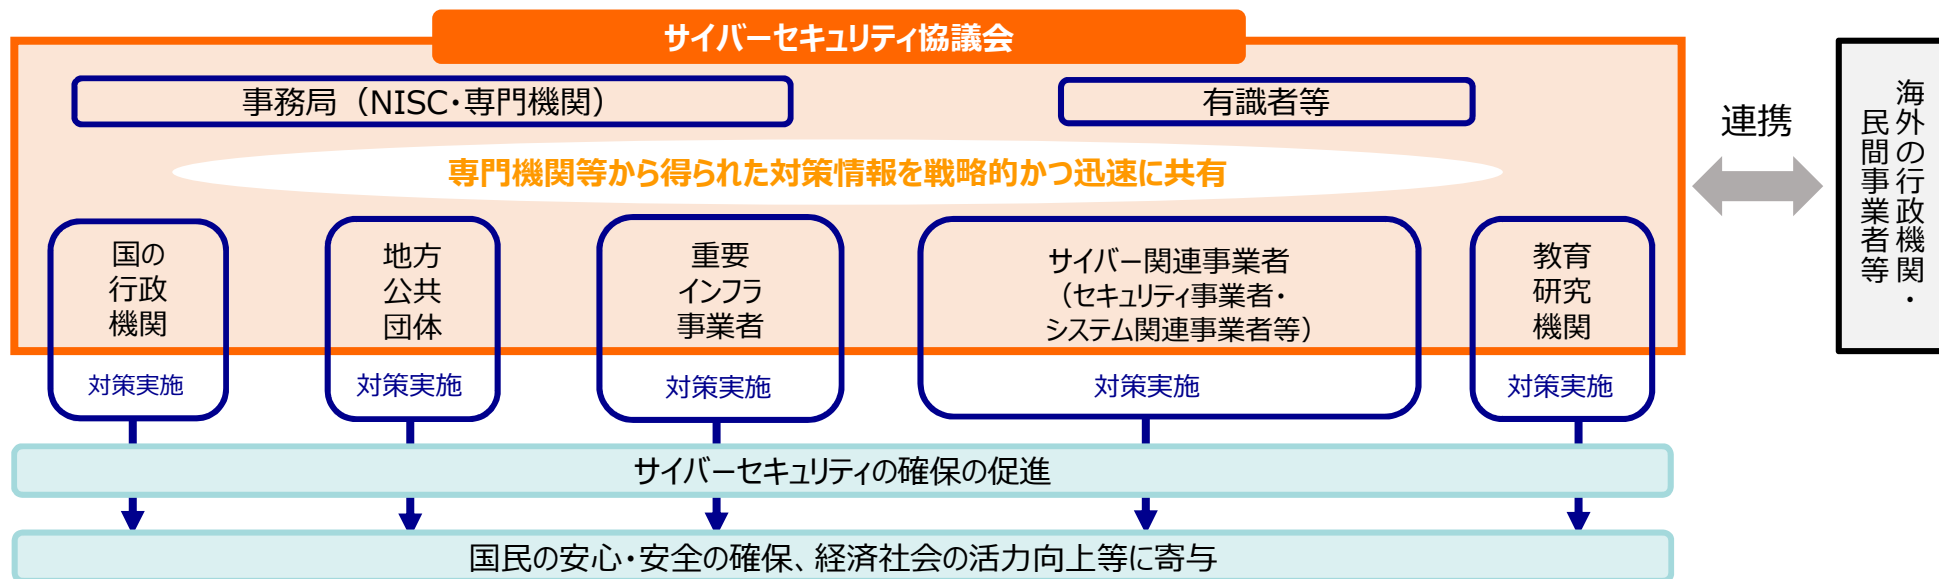 サイバーセキュリティ協議会
事務局（NISC・専門機関）
有識者等
専門機関等から得られた対策情報を戦略的かつ迅速に共有
国の
行政
機関
対策実施
地方
公共
団体
対策実施
重要
インフラ
事業者
対策実施
サイバー関連事業者
（セキュリティ事業者・
システム関連事業者等）
対策実施
教育
研究
機関
対策実施
連携
海外の行政機関・
民間事業者等
サイバーセキュリティの確保の促進
国民の安心・安全の確保、経済社会の活力向上等に寄与